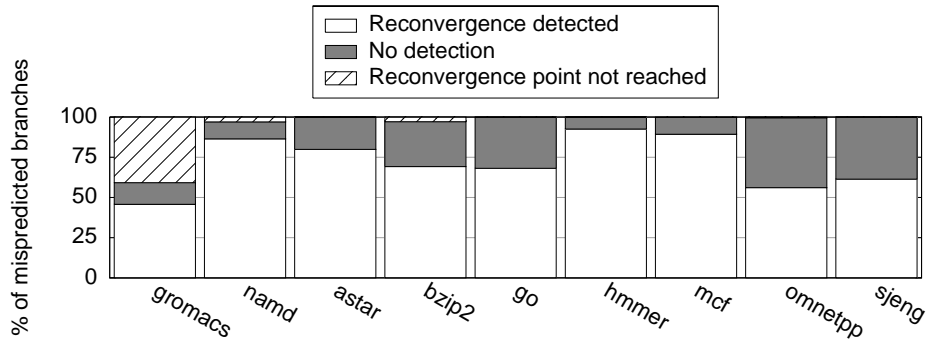 Reconvergence detected
No detection
Reconvergence point not reached
% of mispredicted branches
100
75
50
25
0
gromacs
namd
astar
bzip2
go
hmmer
mcf
omnetpp
sjeng